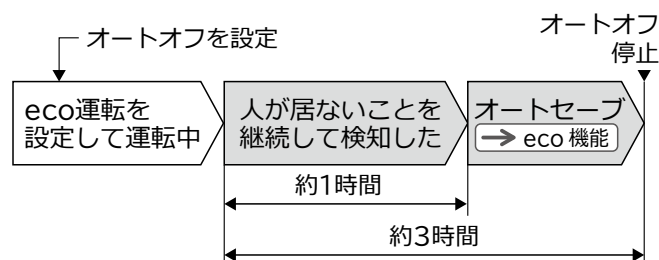 オートオフを設定
オートオフ
停止
eco運転を
設定して運転中
人が居ないことを
継続して検知した
オートセーブ
→ eco 機能
約1時間
約3時間